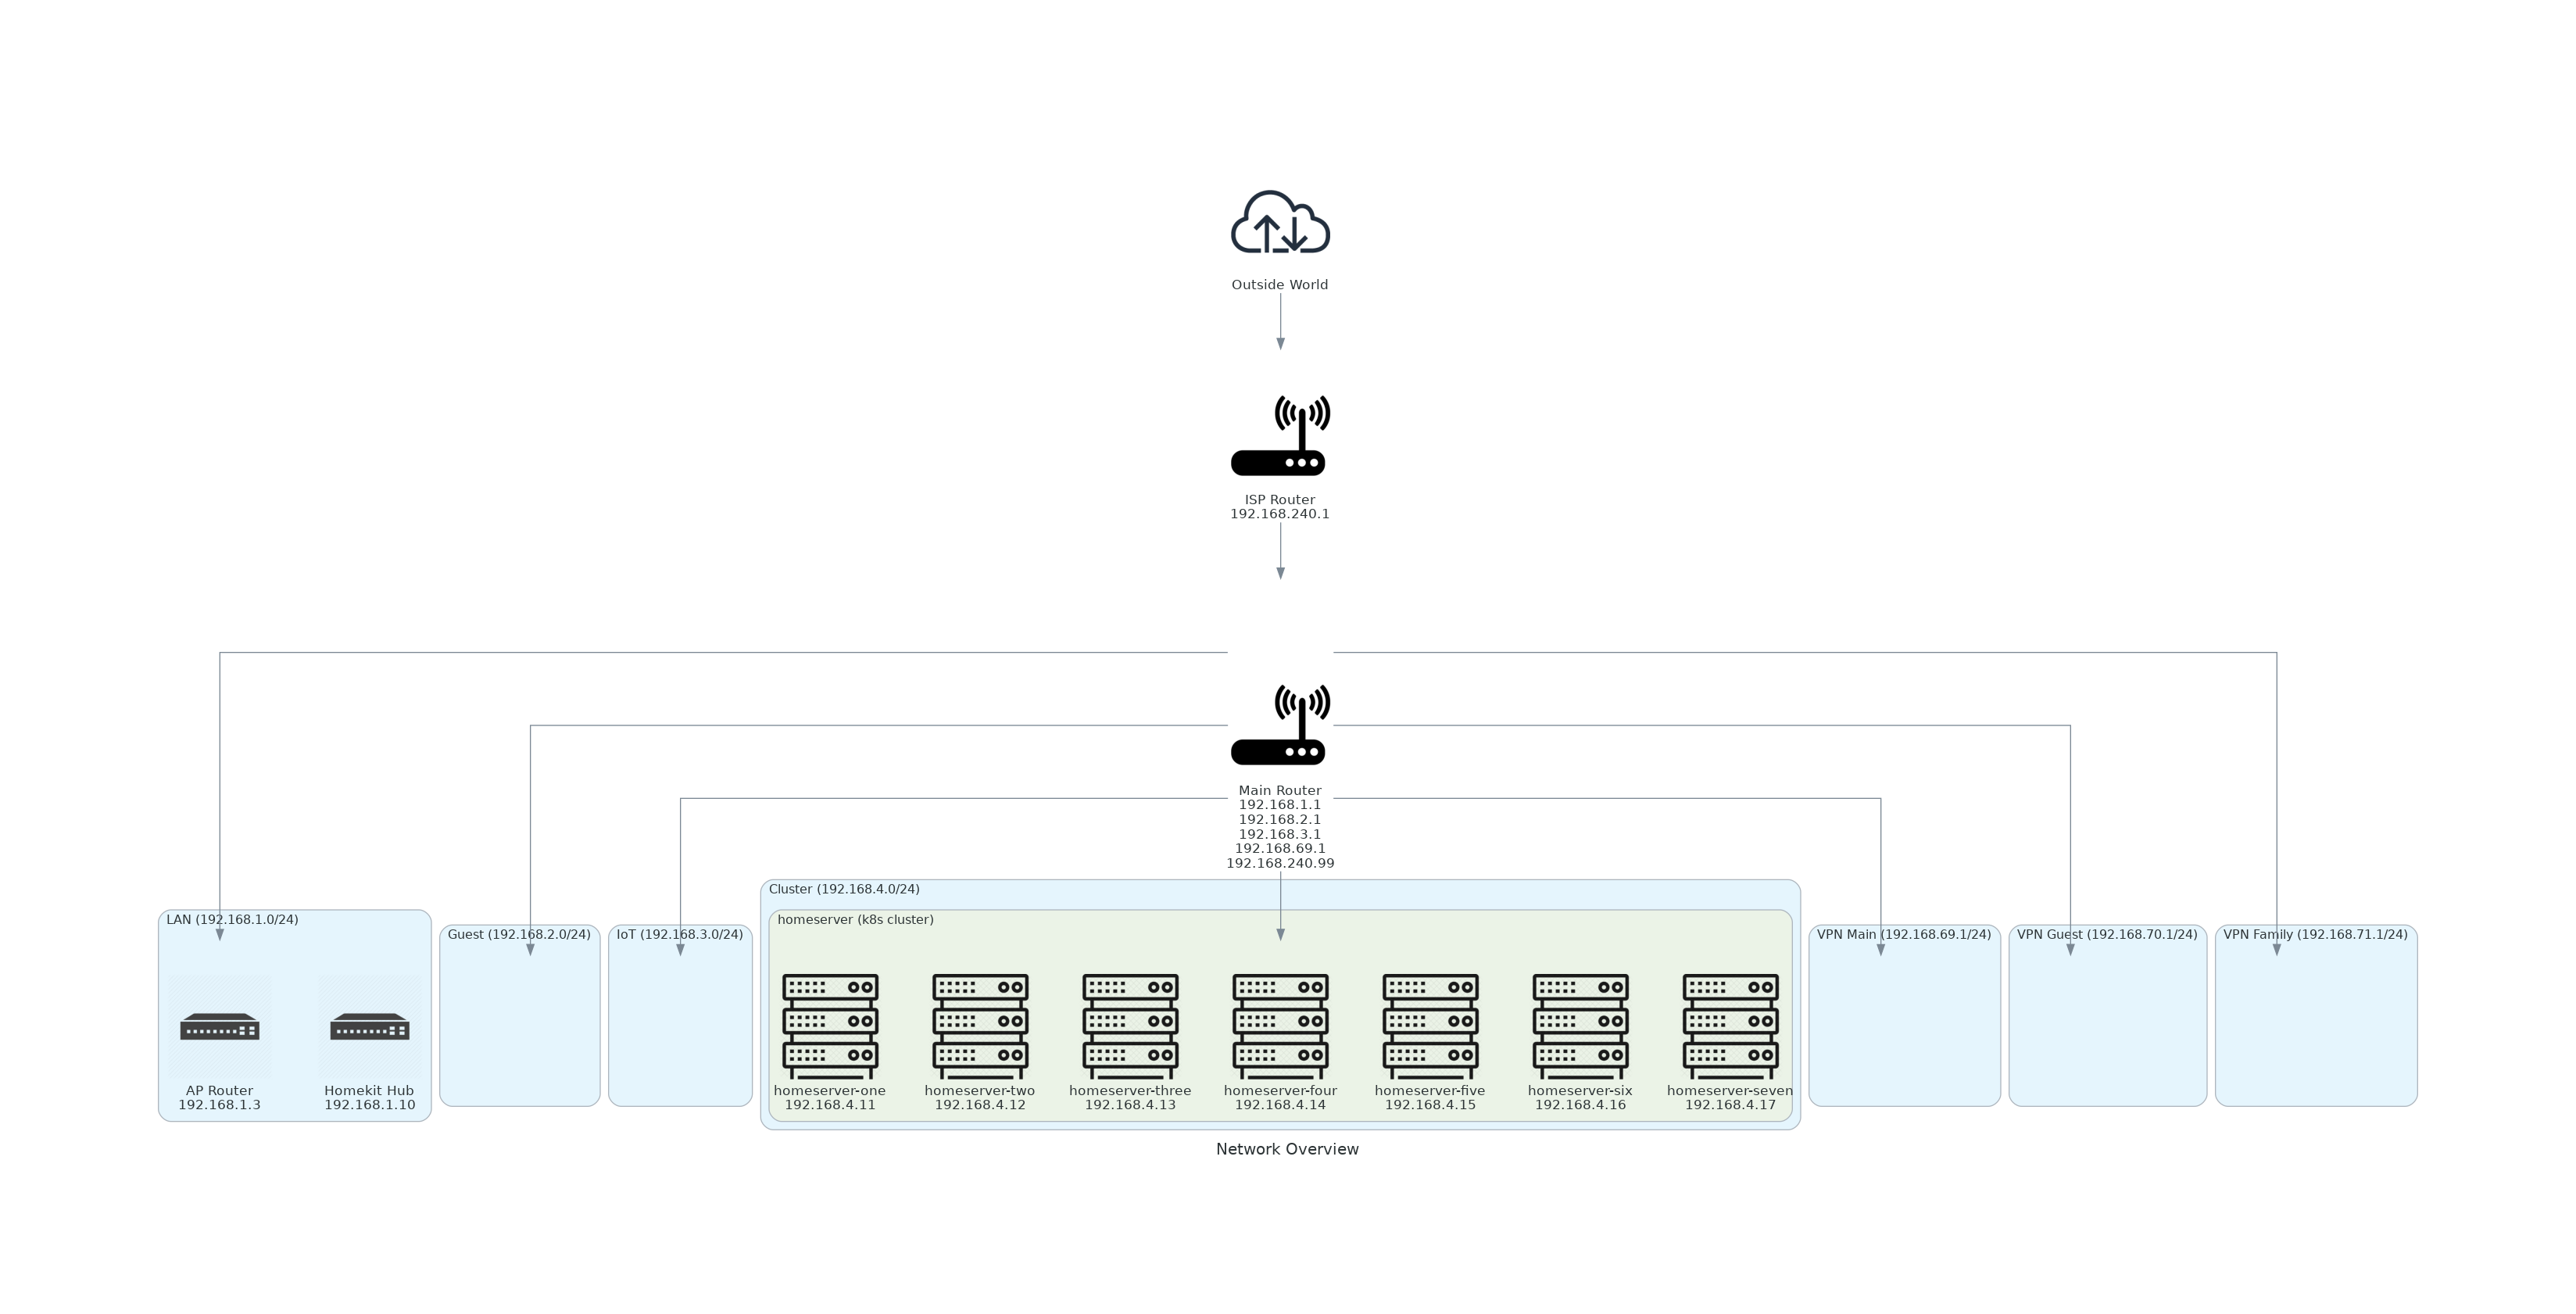 Outside World
ISP Router
192.168.240.1
Main Router
192.168.1.1
192.168.2.1
192.168.3.1
192.168.69.1
192.168.240.99
LAN (192.168.1.0/24)
AP Router
192.168.1.3
Homekit Hub
192.168.1.10
Guest (192.168.2.0/24)
IoT (192.168.3.0/24)
Cluster (192.168.4.0/24)
homeserver (k8s cluster)
homeserver-one
192.168.4.11
homeserver-two
192.168.4.12
homeserver-three
192.168.4.13
homeserver-four
192.168.4.14
homeserver-five
192.168.4.15
homeserver-six
192.168.4.16
homeserver-seven
192.168.4.17
VPN Main (192.168.69.1/24)
VPN Guest (192.168.70.1/24)
VPN Family (192.168.71.1/24)
Network Overview